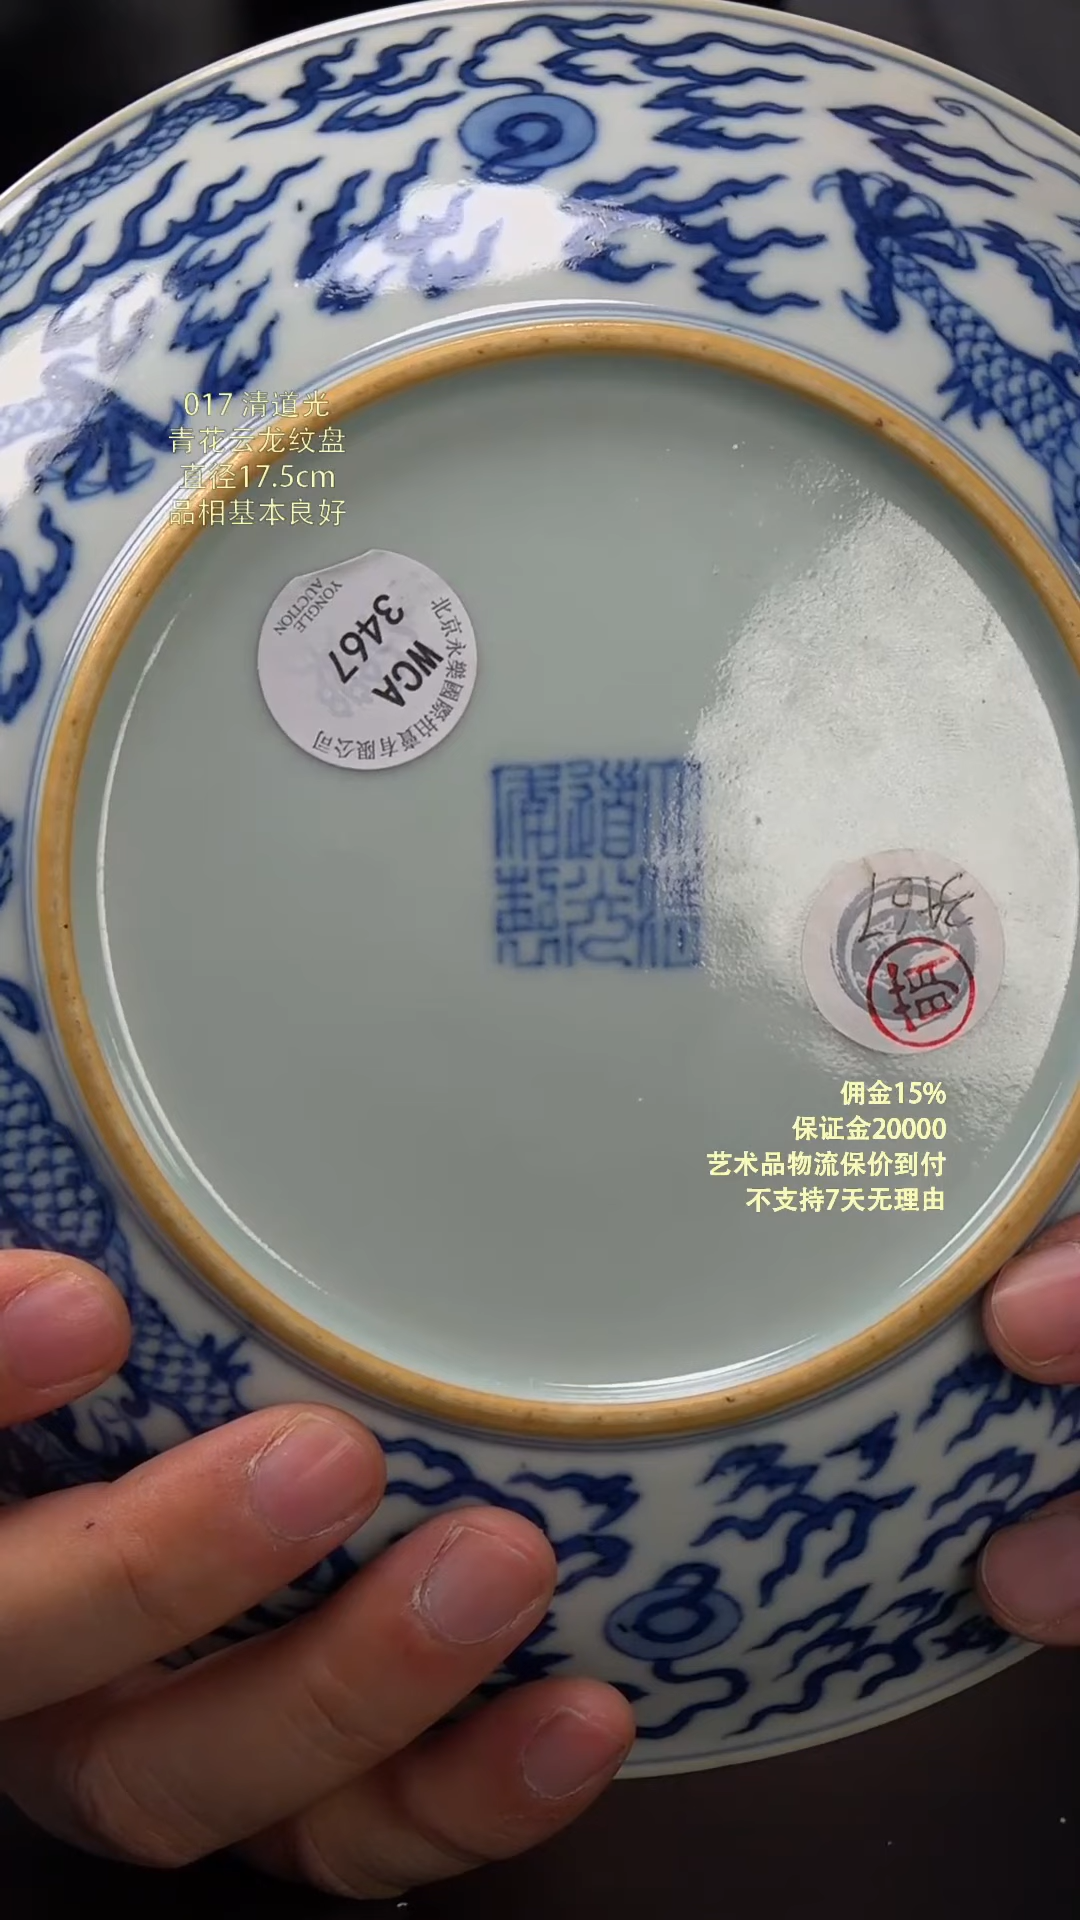 017 清道光
青花云龙纹盘
直径17.5cm
品相基本良好
YONGLE
AUCTION
WCA
3467
北京永樂國際拍賣有限公司
大清
道光
年製
3467
佣金15%
保证金20000
艺术品物流保价到付
不支持7天无理由